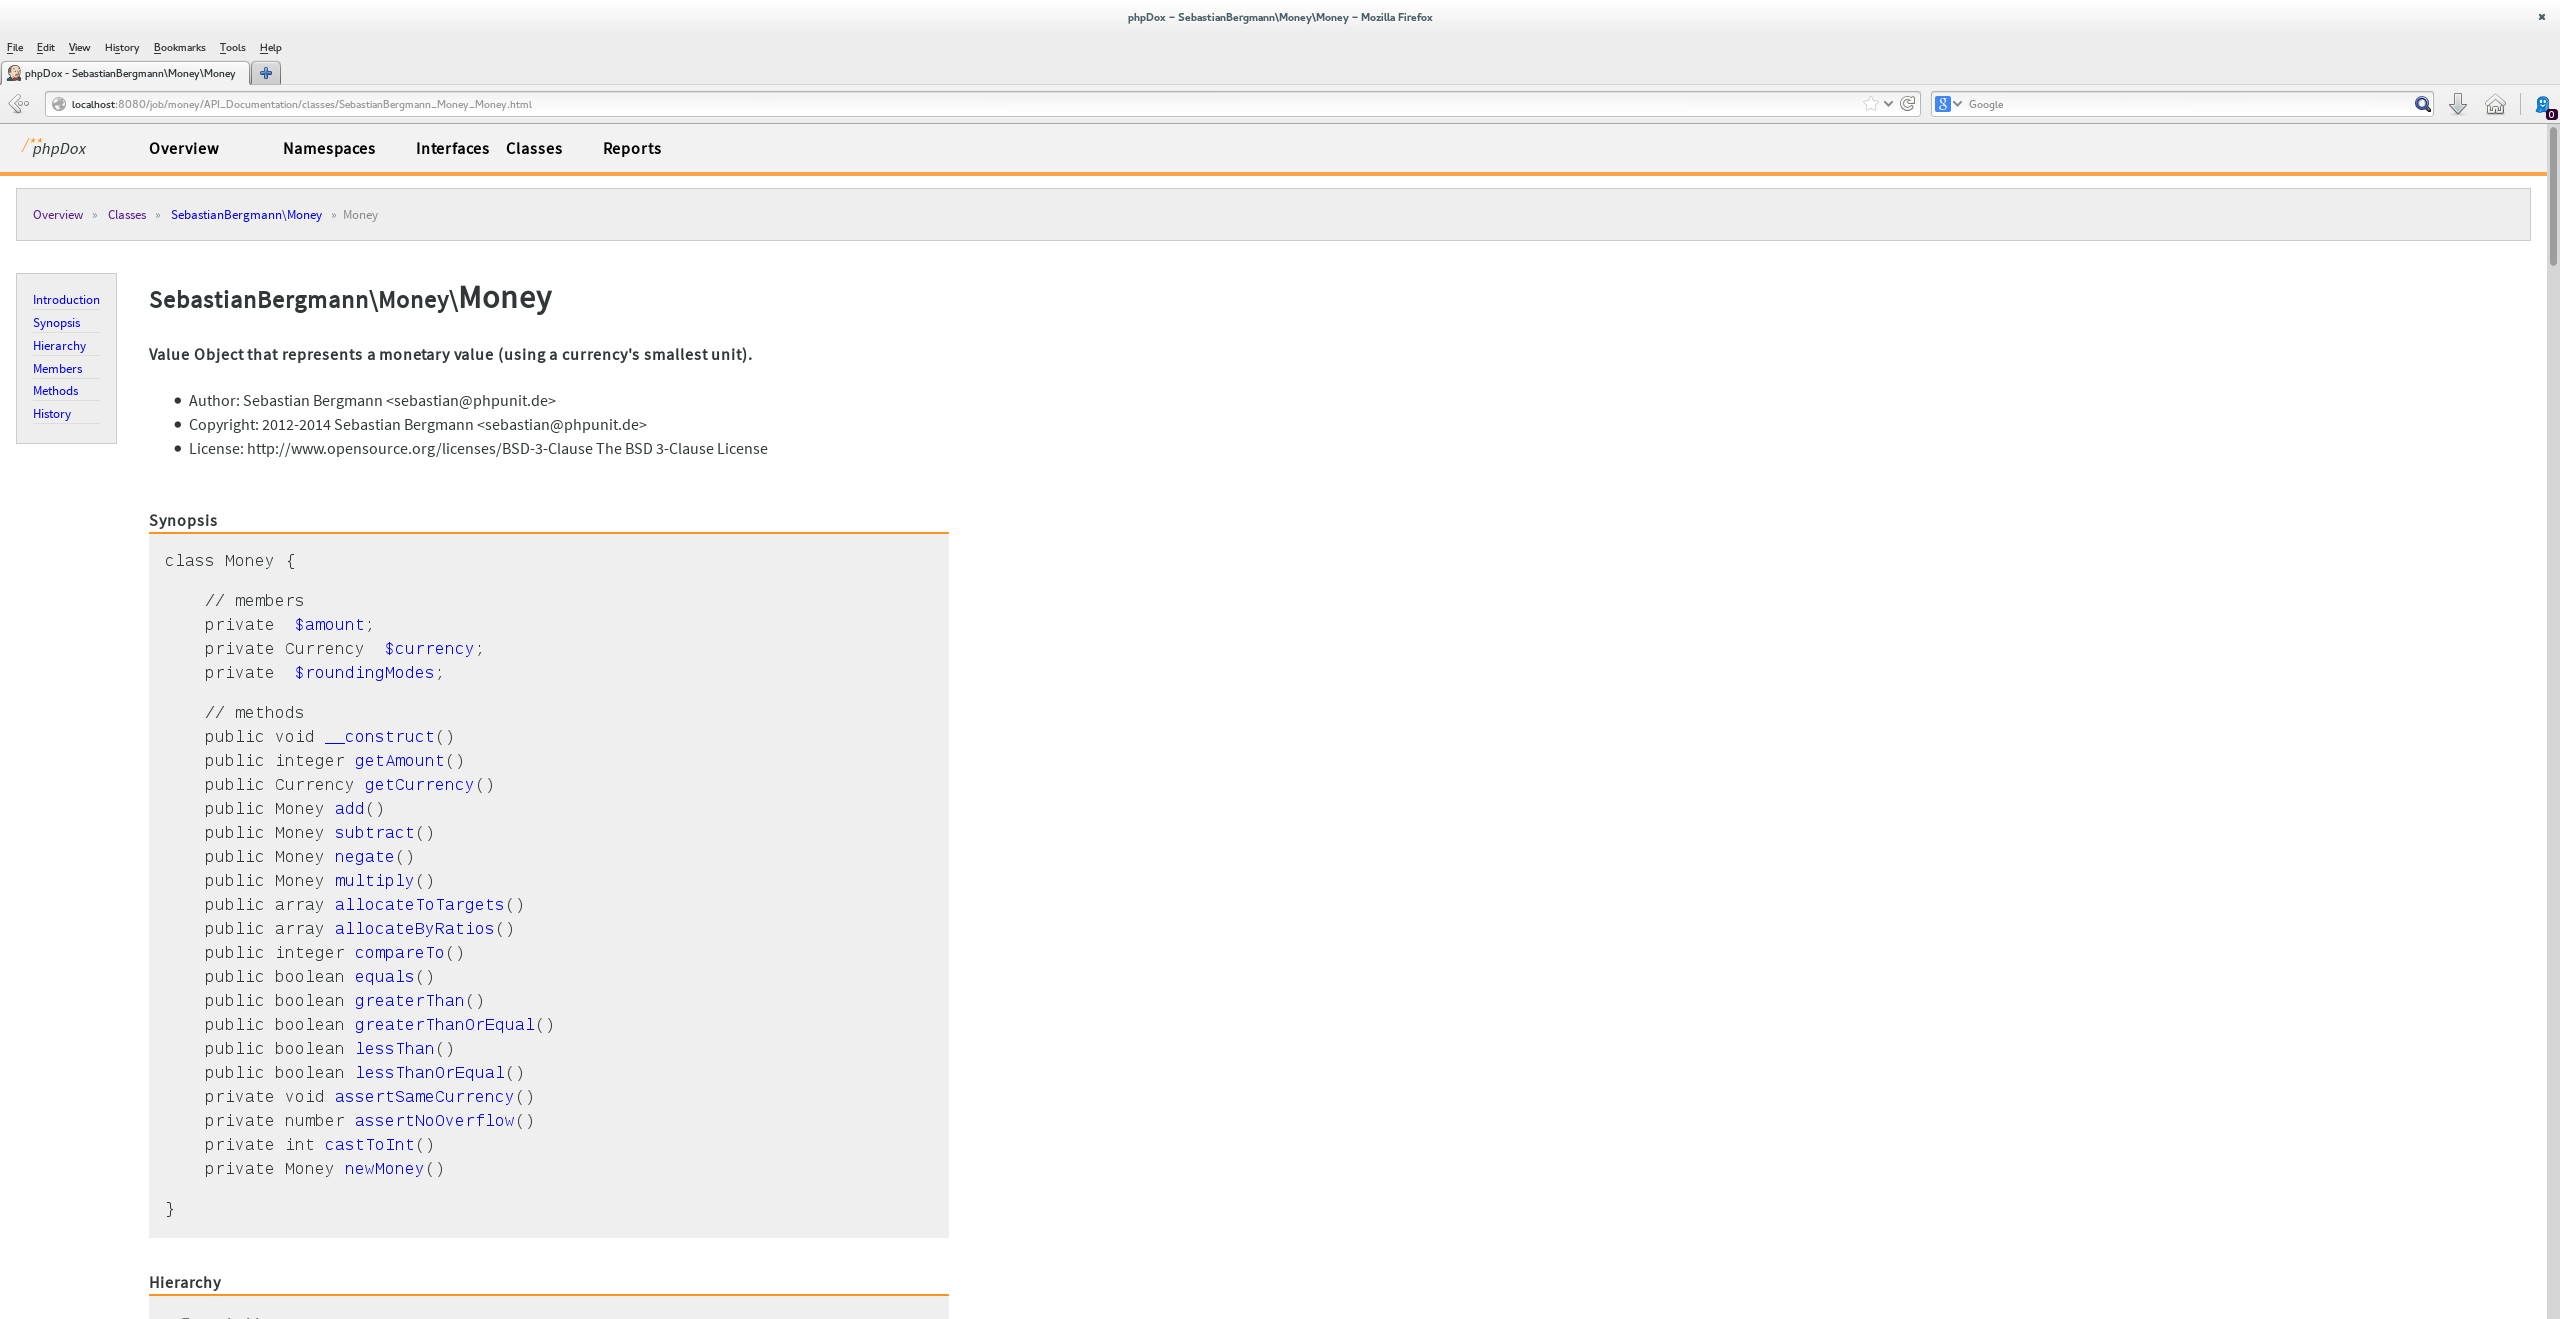 phpDox – SebastianBergmann\Money\Money – Mozilla Firefox
File Edit View History Bookmarks Tools Help
phpDox - SebastianBergmann\Money\Money
localhost:8080/job/money/API_Documentation/classes/SebastianBergmann_Money_Money.html
Google
0
/**phpDox Overview Namespaces Interfaces Classes Reports
Overview » Classes » SebastianBergmann\Money » Money
Introduction
Synopsis
Hierarchy
Members
Methods
History
SebastianBergmann\Money\Money
Value Object that represents a monetary value (using a currency's smallest unit).
• Author: Sebastian Bergmann <sebastian@phpunit.de>
• Copyright: 2012-2014 Sebastian Bergmann <sebastian@phpunit.de>
• License: http://www.opensource.org/licenses/BSD-3-Clause The BSD 3-Clause License
Synopsis
class Money {
// members
private $amount;
private Currency $currency;
private $roundingModes;
// methods
public void __construct()
public integer getAmount()
public Currency getCurrency()
public Money add()
public Money subtract()
public Money negate()
public Money multiply()
public array allocateToTargets()
public array allocateByRatios()
public integer compareTo()
public boolean equals()
public boolean greaterThan()
public boolean greaterThanOrEqual()
public boolean lessThan()
public boolean lessThanOrEqual()
private void assertSameCurrency()
private number assertNoOverflow()
private int castToInt()
private Money newMoney()
}
Hierarchy